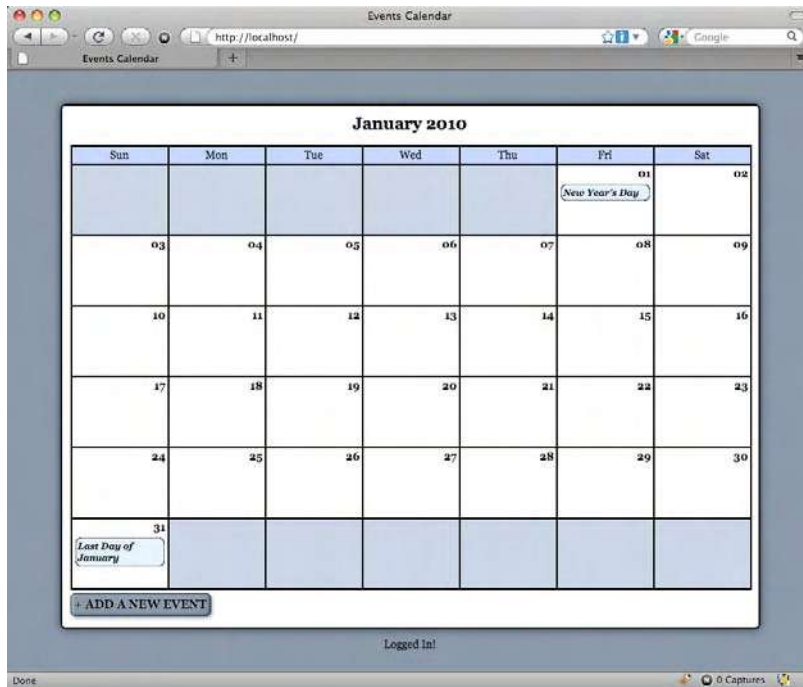 Events Calendar
http://localhost/
Google
Events Calendar
+
January 2010
Sun Mon Tue Wed Thu Fri Sat
01 02
New Year's Day
03 04 05 06 07 08 09
10 11 12 13 14 15 16
17 18 19 20 21 22 23
24 25 26 27 28 29 30
31
Last Day of
January
+ ADD A NEW EVENT
Logged In!
Done
0 Captures